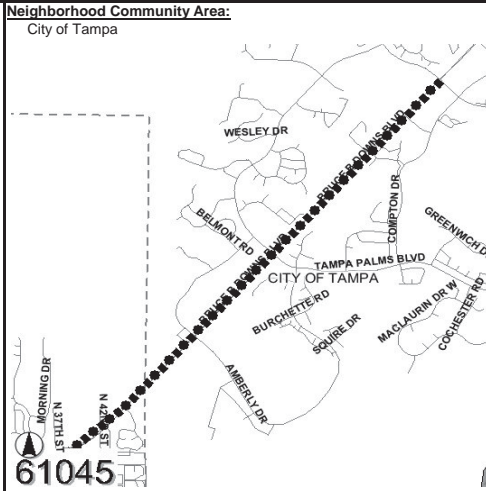 Neighborhood Community Area:
City of Tampa
WESLEY DR
BRUCE B DOWNS BLVD
COMPTON DR
BELMONT RD
GREENWICH D
BRUCE B DOWNS BLVD
TAMPA PALMS BLVD
CITY OF TAMPA
BURCHETTE RD
SQUIRE DR
MACLAURIN DR W
COCHESTER RD
AMBERLY DR
MORNING DR
N 37TH ST
N 42ND ST
61045